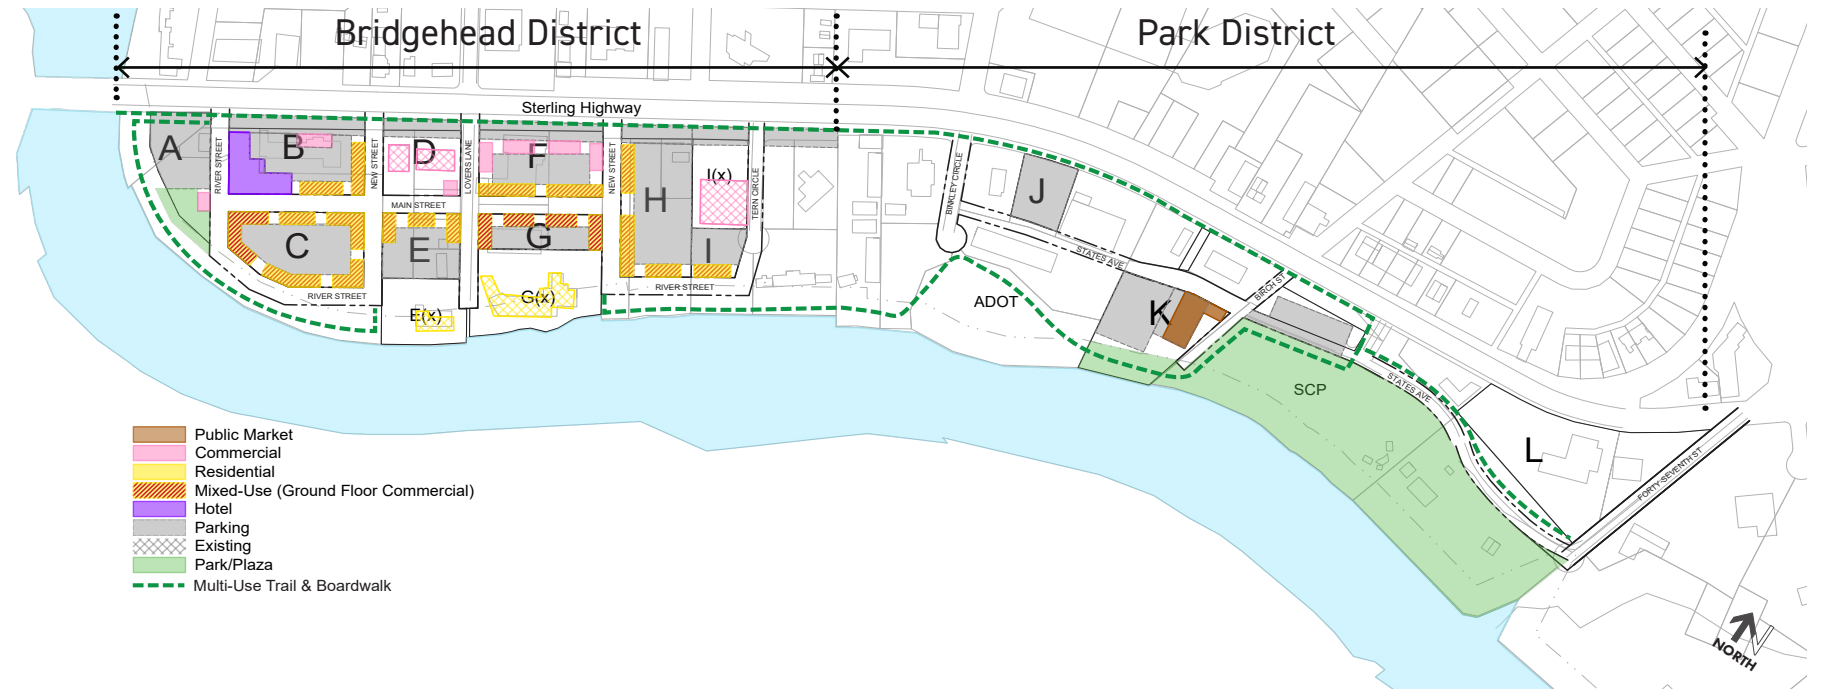 Bridgehead District
Park District
Sterling Highway
A
RIVER STREET
B
NEW STREET
D
LOVERS LANE
F
NEW STREET
H
I(x)
TERN CIRCLE
MAIN STREET
C
E
G
I
RIVER STREET
RIVER STREET
E(x)
G(x)
BINKLEY CIRCLE
J
STATES AVE
ADOT
K
BIRCH ST
SCP
STATES AVE
L
FORTY-SEVENTH ST
Public Market
Commercial
Residential
Mixed-Use (Ground Floor Commercial)
Hotel
Parking
Existing
Park/Plaza
Multi-Use Trail & Boardwalk
NORTH